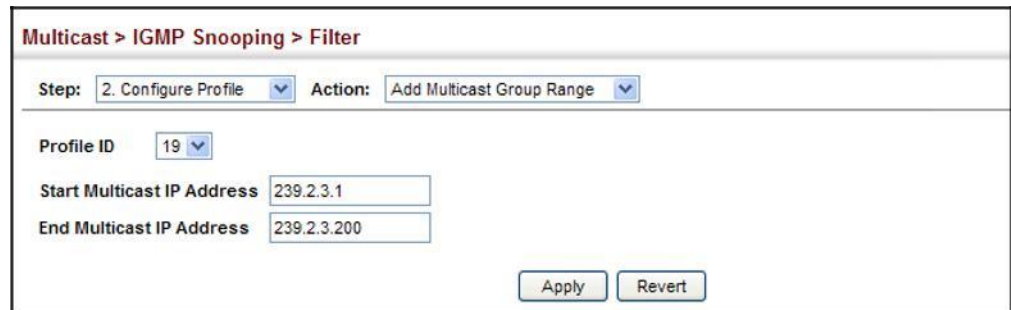 Multicast > IGMP Snooping > Filter
Step: 2. Configure Profile Action: Add Multicast Group Range
Profile ID 19
Start Multicast IP Address 239.2.3.1
End Multicast IP Address 239.2.3.200
Apply Revert